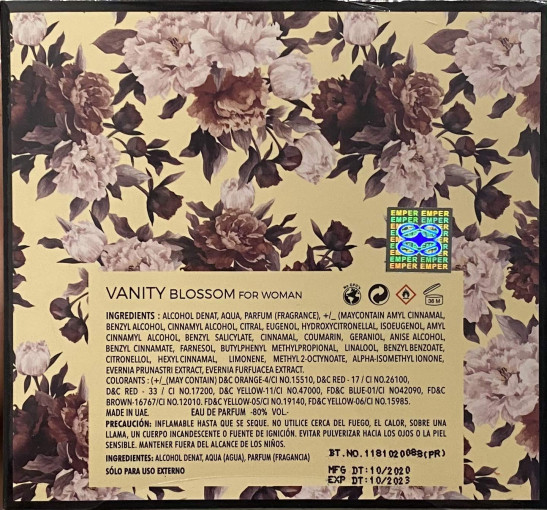 EMPER EMPER
EMPER EMPER
VANITY BLOSSOM FOR WOMAN
36 M
INGREDIENTS : ALCOHOL DENAT, AQUA, PARFUM (FRAGRANCE), +/_ (MAYCONTAIN AMYL CINNAMAL,
BENZYL ALCOHOL, CINNAMYL ALCOHOL, CITRAL, EUGENOL, HYDROXYCITRONELLAL, ISOEUGENOL, AMYL
CINNAMYL ALCOHOL, BENZYL SALICYLATE, CINNAMAL, COUMARIN, GERANIOL, ANISE ALCOHOL,
BENZYL CINNAMATE, FARNESOL, BUTYLPHENYL METHYLPROPIONAL, LINALOOL, BENZYL BENZOATE,
CITRONELLOL, HEXYL CINNAMAL, LIMONENE, METHYL 2-OCTYNOATE, ALPHA-ISOMETHYL IONONE,
EVERNIA PRUNASTRI EXTRACT, EVERNIA FURFUACEA EXTRACT.
COLORANTS : (+/_(MAY CONTAIN) D&C ORANGE-4/CI NO.15510, D&C RED - 17 / CI NO.26100,
D&C RED - 33 / CI NO.17200, D&C YELLOW-11/CI NO.47000, FD&C BLUE-01/CI NO42090, FD&C
BROWN-16767/CI NO.12010, FD&C YELLOW-05/CI NO.19140, FD&C YELLOW-06/CI NO.15985.
MADE IN UAE. EAU DE PARFUM -80% VOL-
PRECAUCIÓN: INFLAMABLE HASTA QUE SE SEQUE. NO UTILICE CERCA DEL FUEGO, EL CALOR, SOBRE UNA
LLAMA, UN CUERPO INCANDESCENTE O FUENTE DE IGNICIÓN. EVITAR PULVERIZAR HACIA LOS OJOS O LA PIEL
SENSIBLE. MANTENER FUERA DEL ALCANCE DE LOS NIÑOS.
INGREDIENTES: ALCOHOL DENAT, AQUA (AGUA), PARFUM (FRAGANCIA)
SÓLO PARA USO EXTERNO
BT.NO.118102008B(PR)
MFG DT:10/2020
EXP DT:10/2023